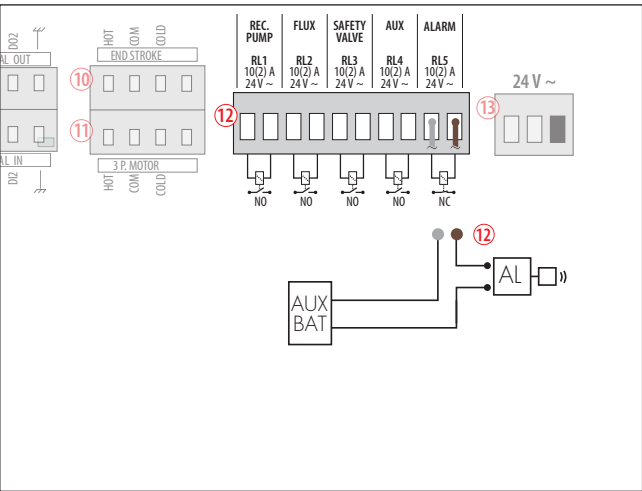 REC. PUMP
FLUX
SAFETY VALVE
AUX
ALARM
RL1 10(2) A 24 V ~
RL2 10(2) A 24 V ~
RL3 10(2) A 24 V ~
RL4 10(2) A 24 V ~
RL5 10(2) A 24 V ~
DO2
AL OUT
HOT
COM
COLD
END STROKE
10
11
12
13
24 V ~
AL IN
DI2
3 P. MOTOR
HOT
COM
COLD
NO
NO
NO
NO
NC
12
AUX
BAT
AL